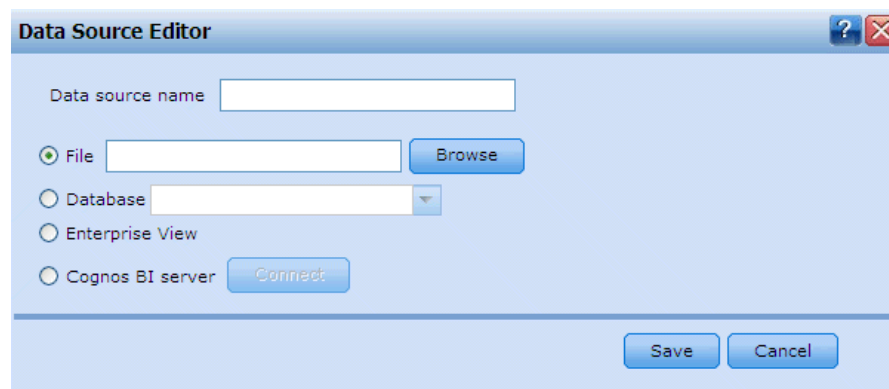 Data Source Editor ?
Data source name
File Browse
Database
Enterprise View
Cognos BI server Connect
Save Cancel